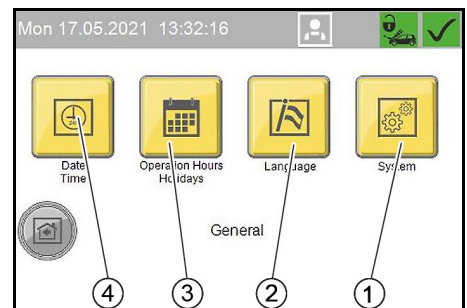 Mon 17.05.2021 13:32:16
Date Operation Hours Language System
Time Holidays
General
4 3 2 1